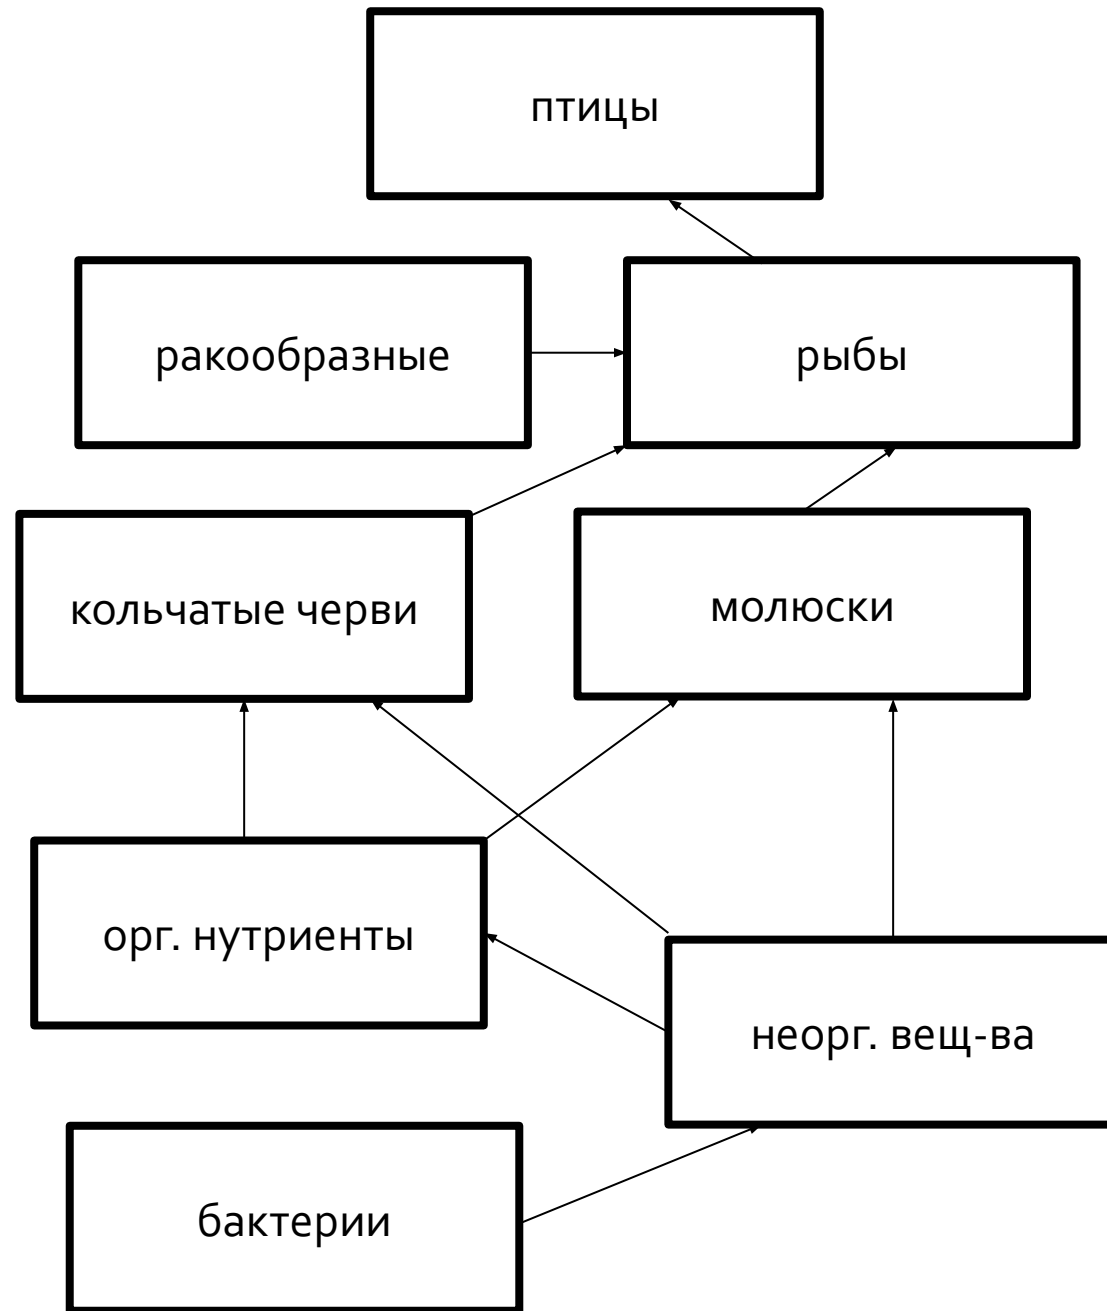 птицы
ракообразные
рыбы
кольчатые черви
молюски
орг. нутриенты
неорг. вещ-ва
бактерии